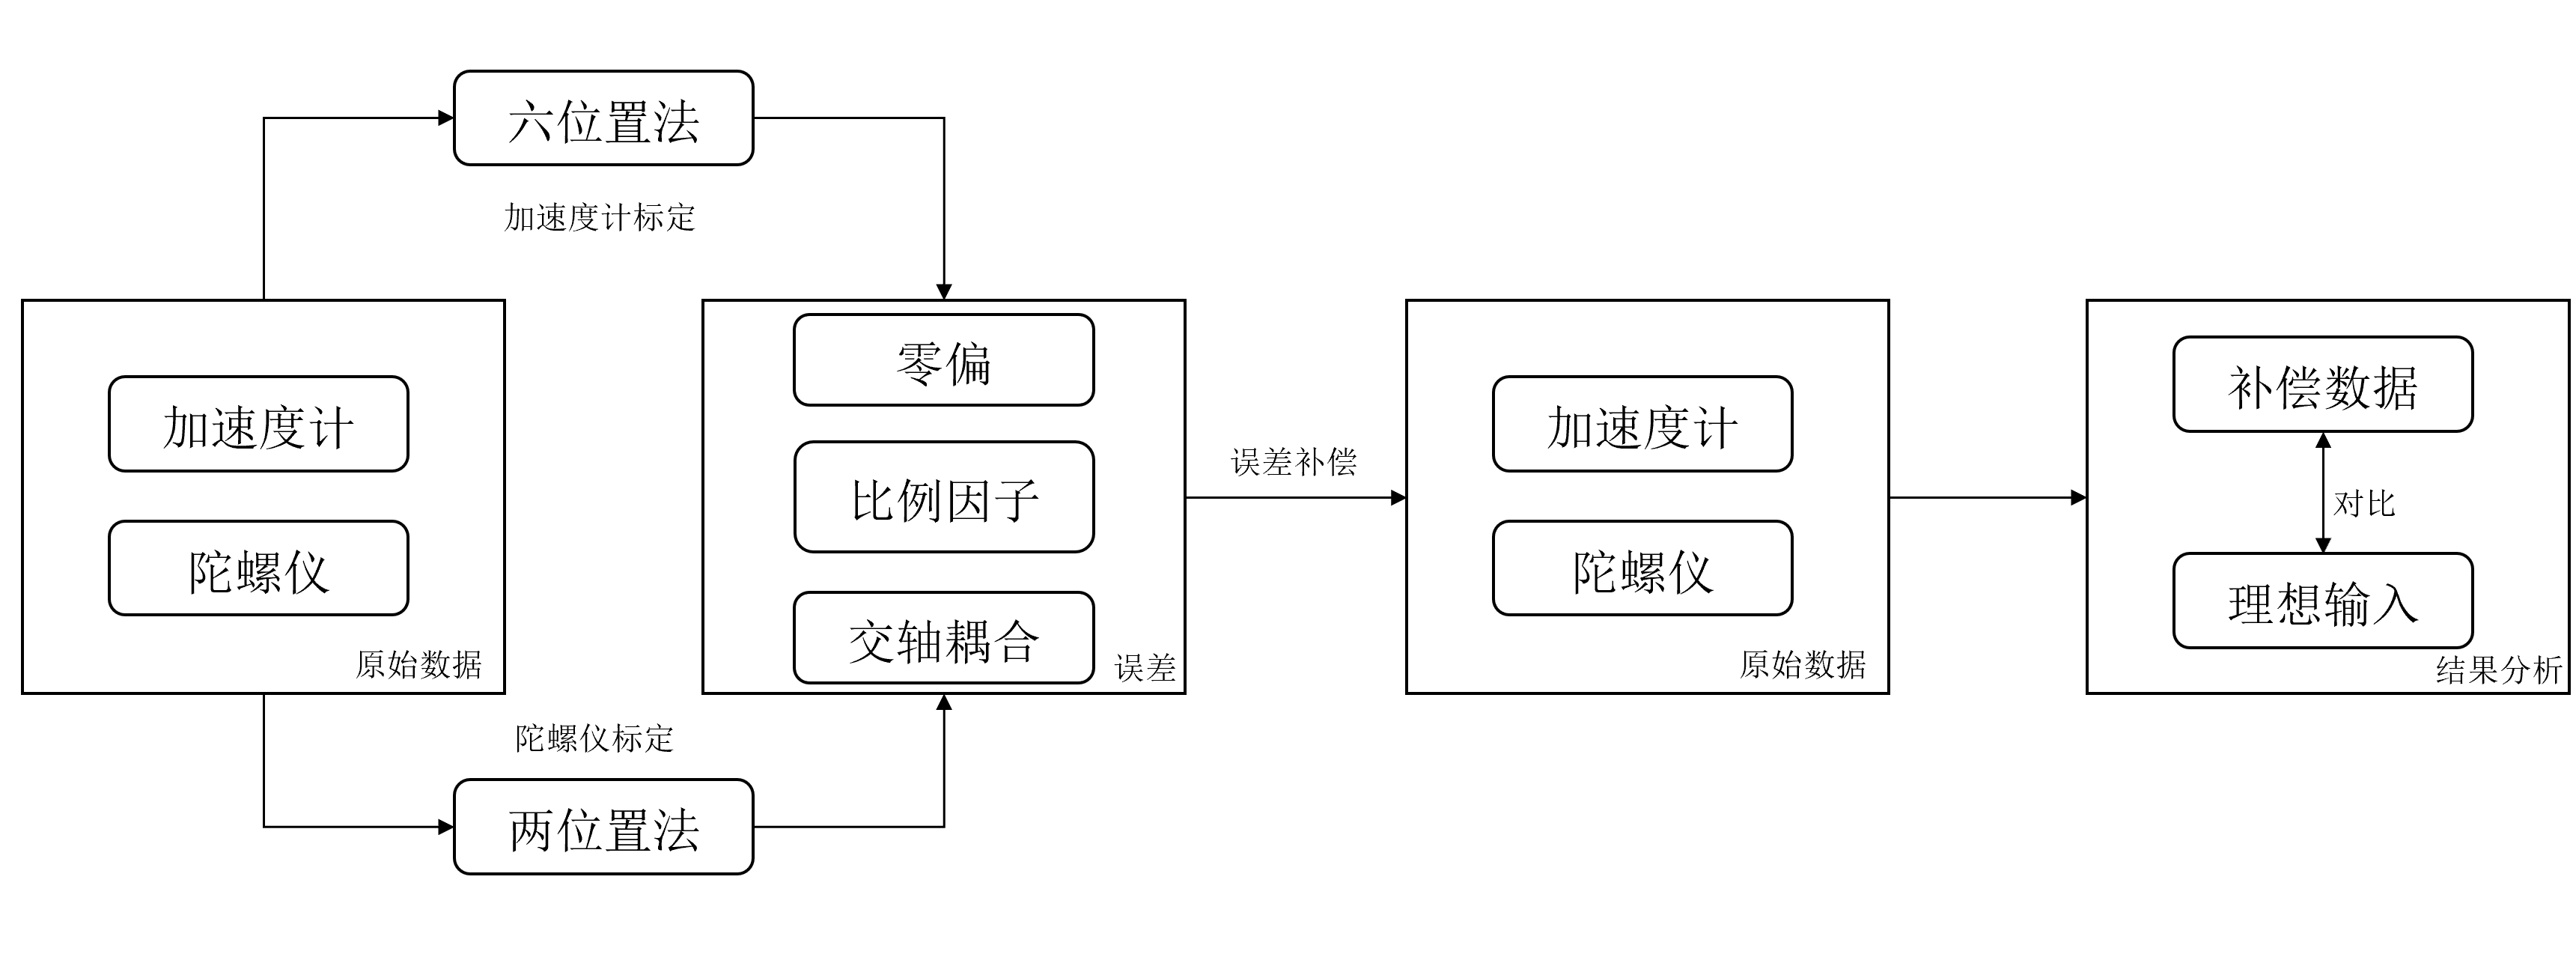 六位置法
加速度计标定
加速度计
陀螺仪
原始数据
零偏
比例因子
交轴耦合
误差
误差补偿
加速度计
陀螺仪
原始数据
补偿数据
对比
理想输入
结果分析
陀螺仪标定
两位置法